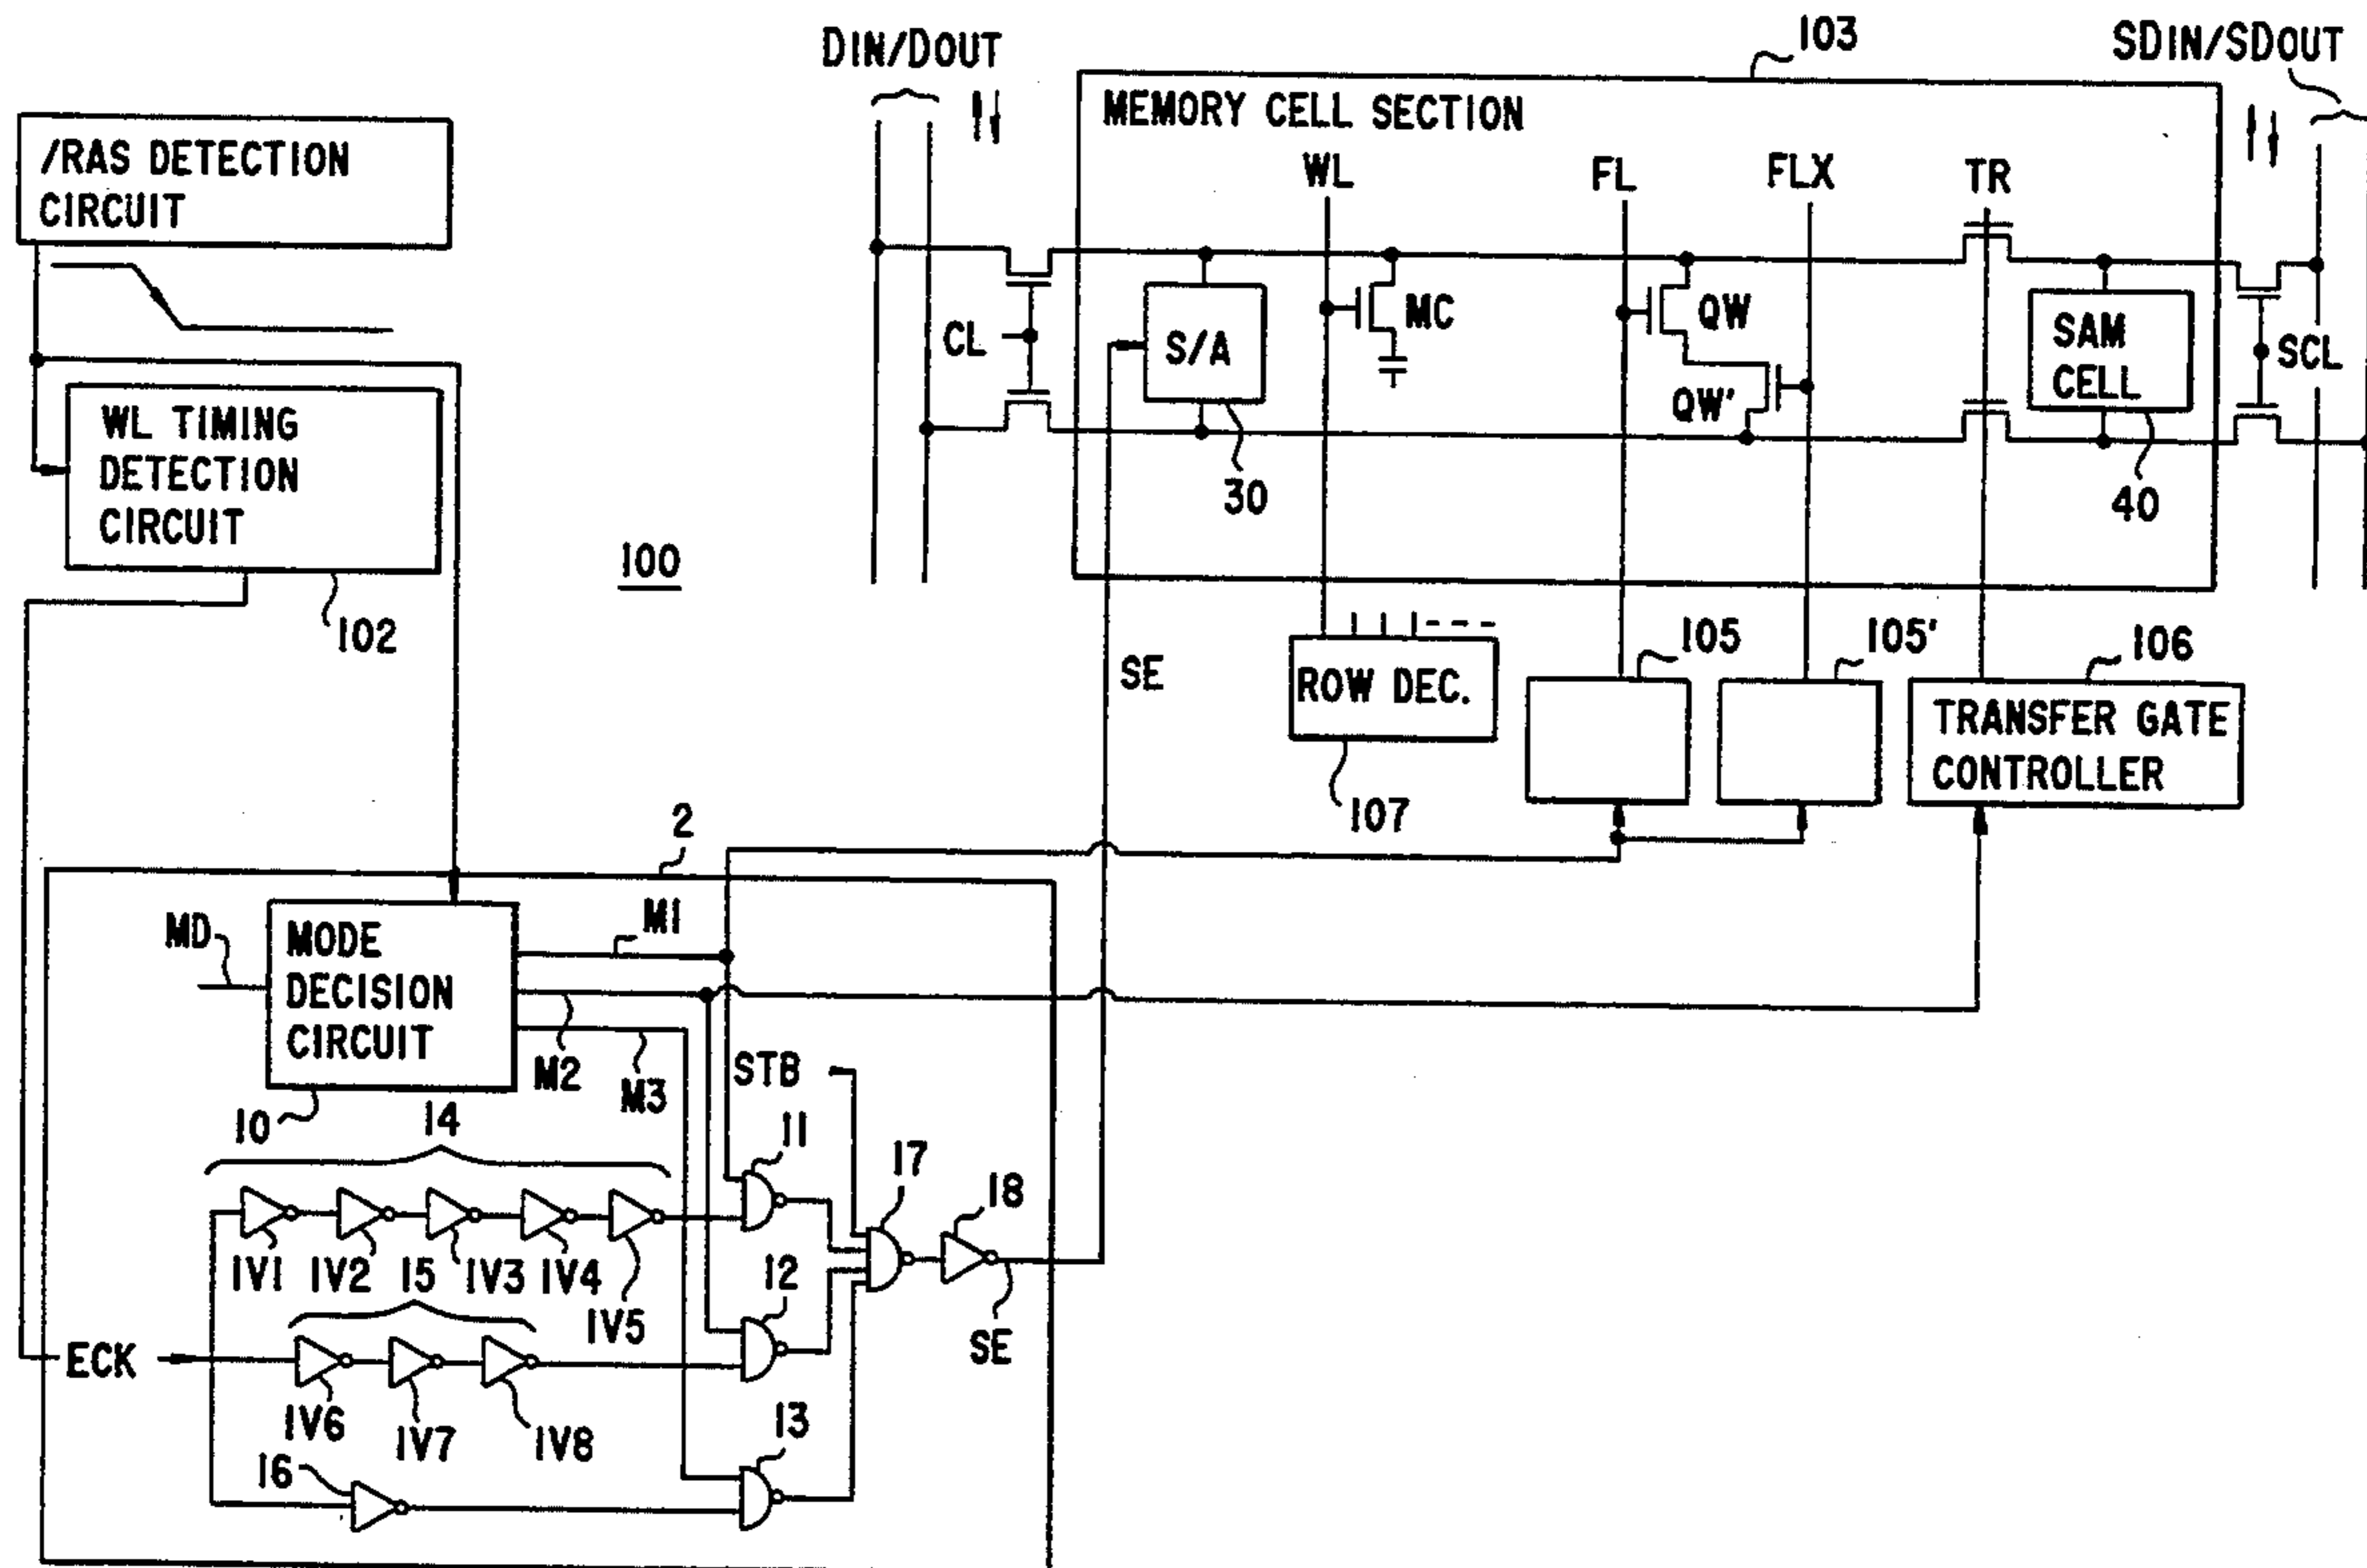 DIN/DOUT
103
SDIN/SDOUT
/RAS DETECTION
CIRCUIT
MEMORY CELL SECTION
WL
FL
FLX
TR
CL
S/A
MC
QW
QW'
SAM
CELL
SCL
WL TIMING
DETECTION
CIRCUIT
30
40
100
102
SE
ROW DEC.
105
105'
106
TRANSFER GATE
CONTROLLER
107
2
MD
MODE
DECISION
CIRCUIT
M1
M2
M3
STB
10
14
11
17
18
IV1
IV2
15
IV3
IV4
IV5
12
SE
ECK
IV6
IV7
IV8
13
16